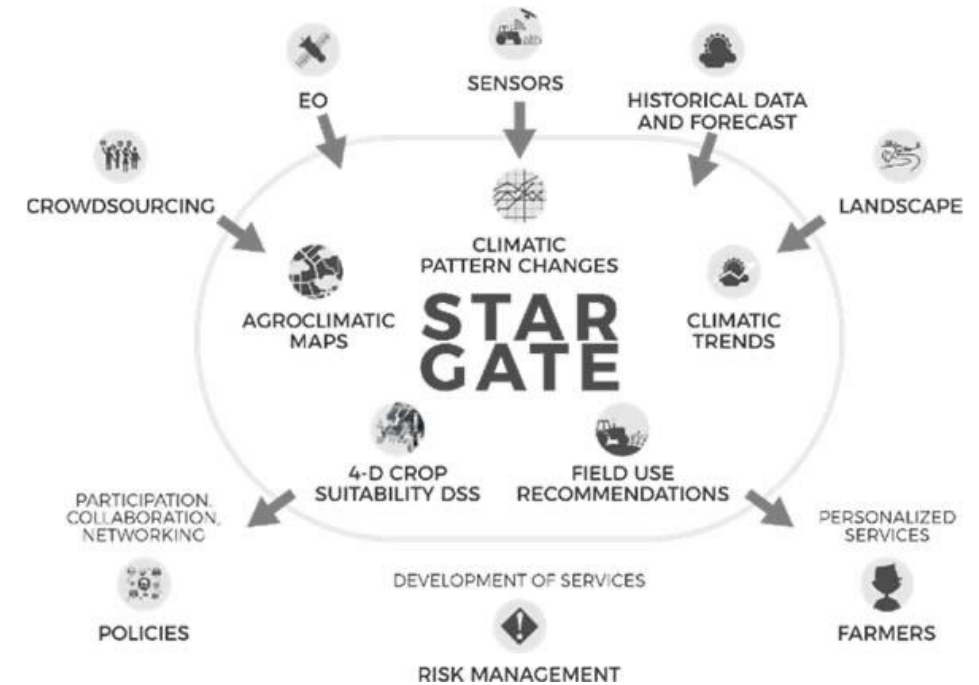 EO
SENSORS
HISTORICAL DATA
AND FORECAST
CROWDSOURCING
LANDSCAPE
CLIMATIC
PATTERN CHANGES
AGROCLIMATIC
MAPS
STAR
GATE
CLIMATIC
TRENDS
4-D CROP
SUITABILITY DSS
FIELD USE
RECOMMENDATIONS
PARTICIPATION,
COLLABORATION,
NETWORKING
POLICIES
DEVELOPMENT OF SERVICES
RISK MANAGEMENT
PERSONALIZED
SERVICES
FARMERS